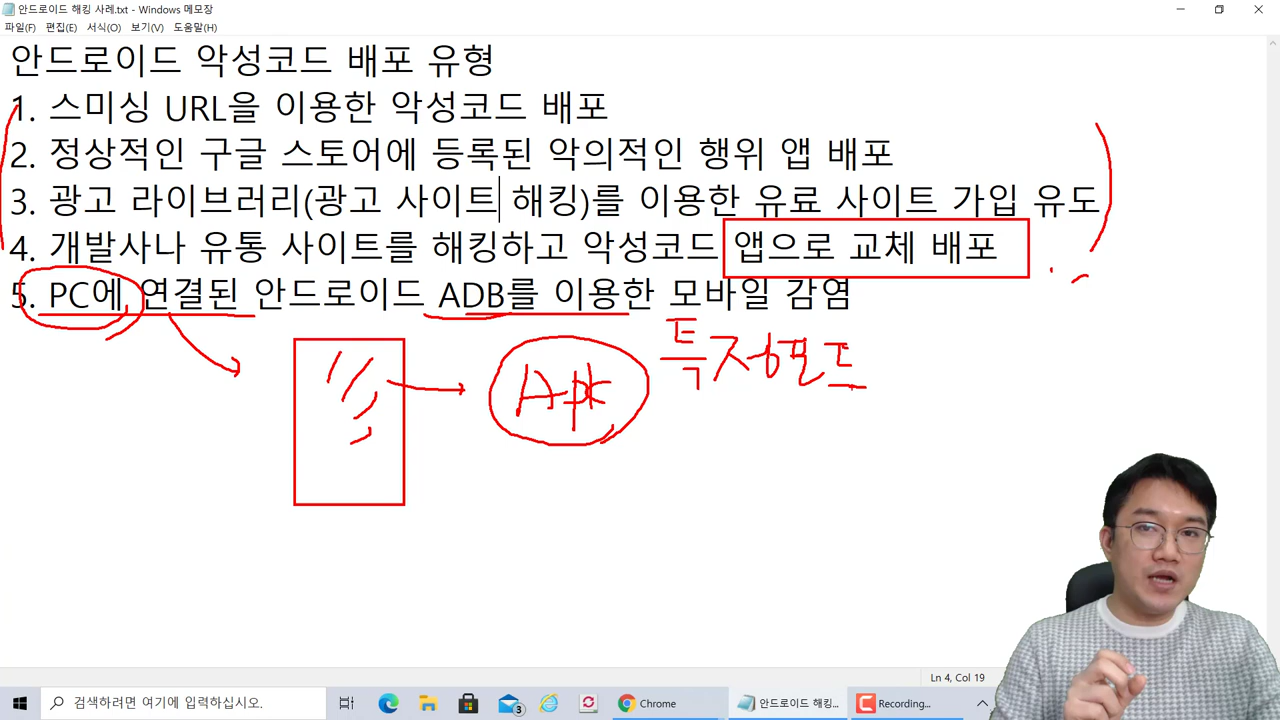 안드로이드 해킹 사례.txt - Windows 메모장
파일(F) 편집(E) 서식(O) 보기(V) 도움말(H)
안드로이드 악성코드 배포 유형
1. 스미싱 URL을 이용한 악성코드 배포
2. 정상적인 구글 스토어에 등록된 악의적인 행위 앱 배포
3. 광고 라이브러리(광고 사이트 해킹)를 이용한 유료 사이트 가입 유도
4. 개발사나 유통 사이트를 해킹하고 악성코드 앱으로 교체 배포
5. PC에 연결된 안드로이드 ADB를 이용한 모바일 감염
Apk
특정
Ln 4, Col 19
검색하려면 여기에 입력하십시오.
3
Chrome
안드로이드 해킹...
Recording...